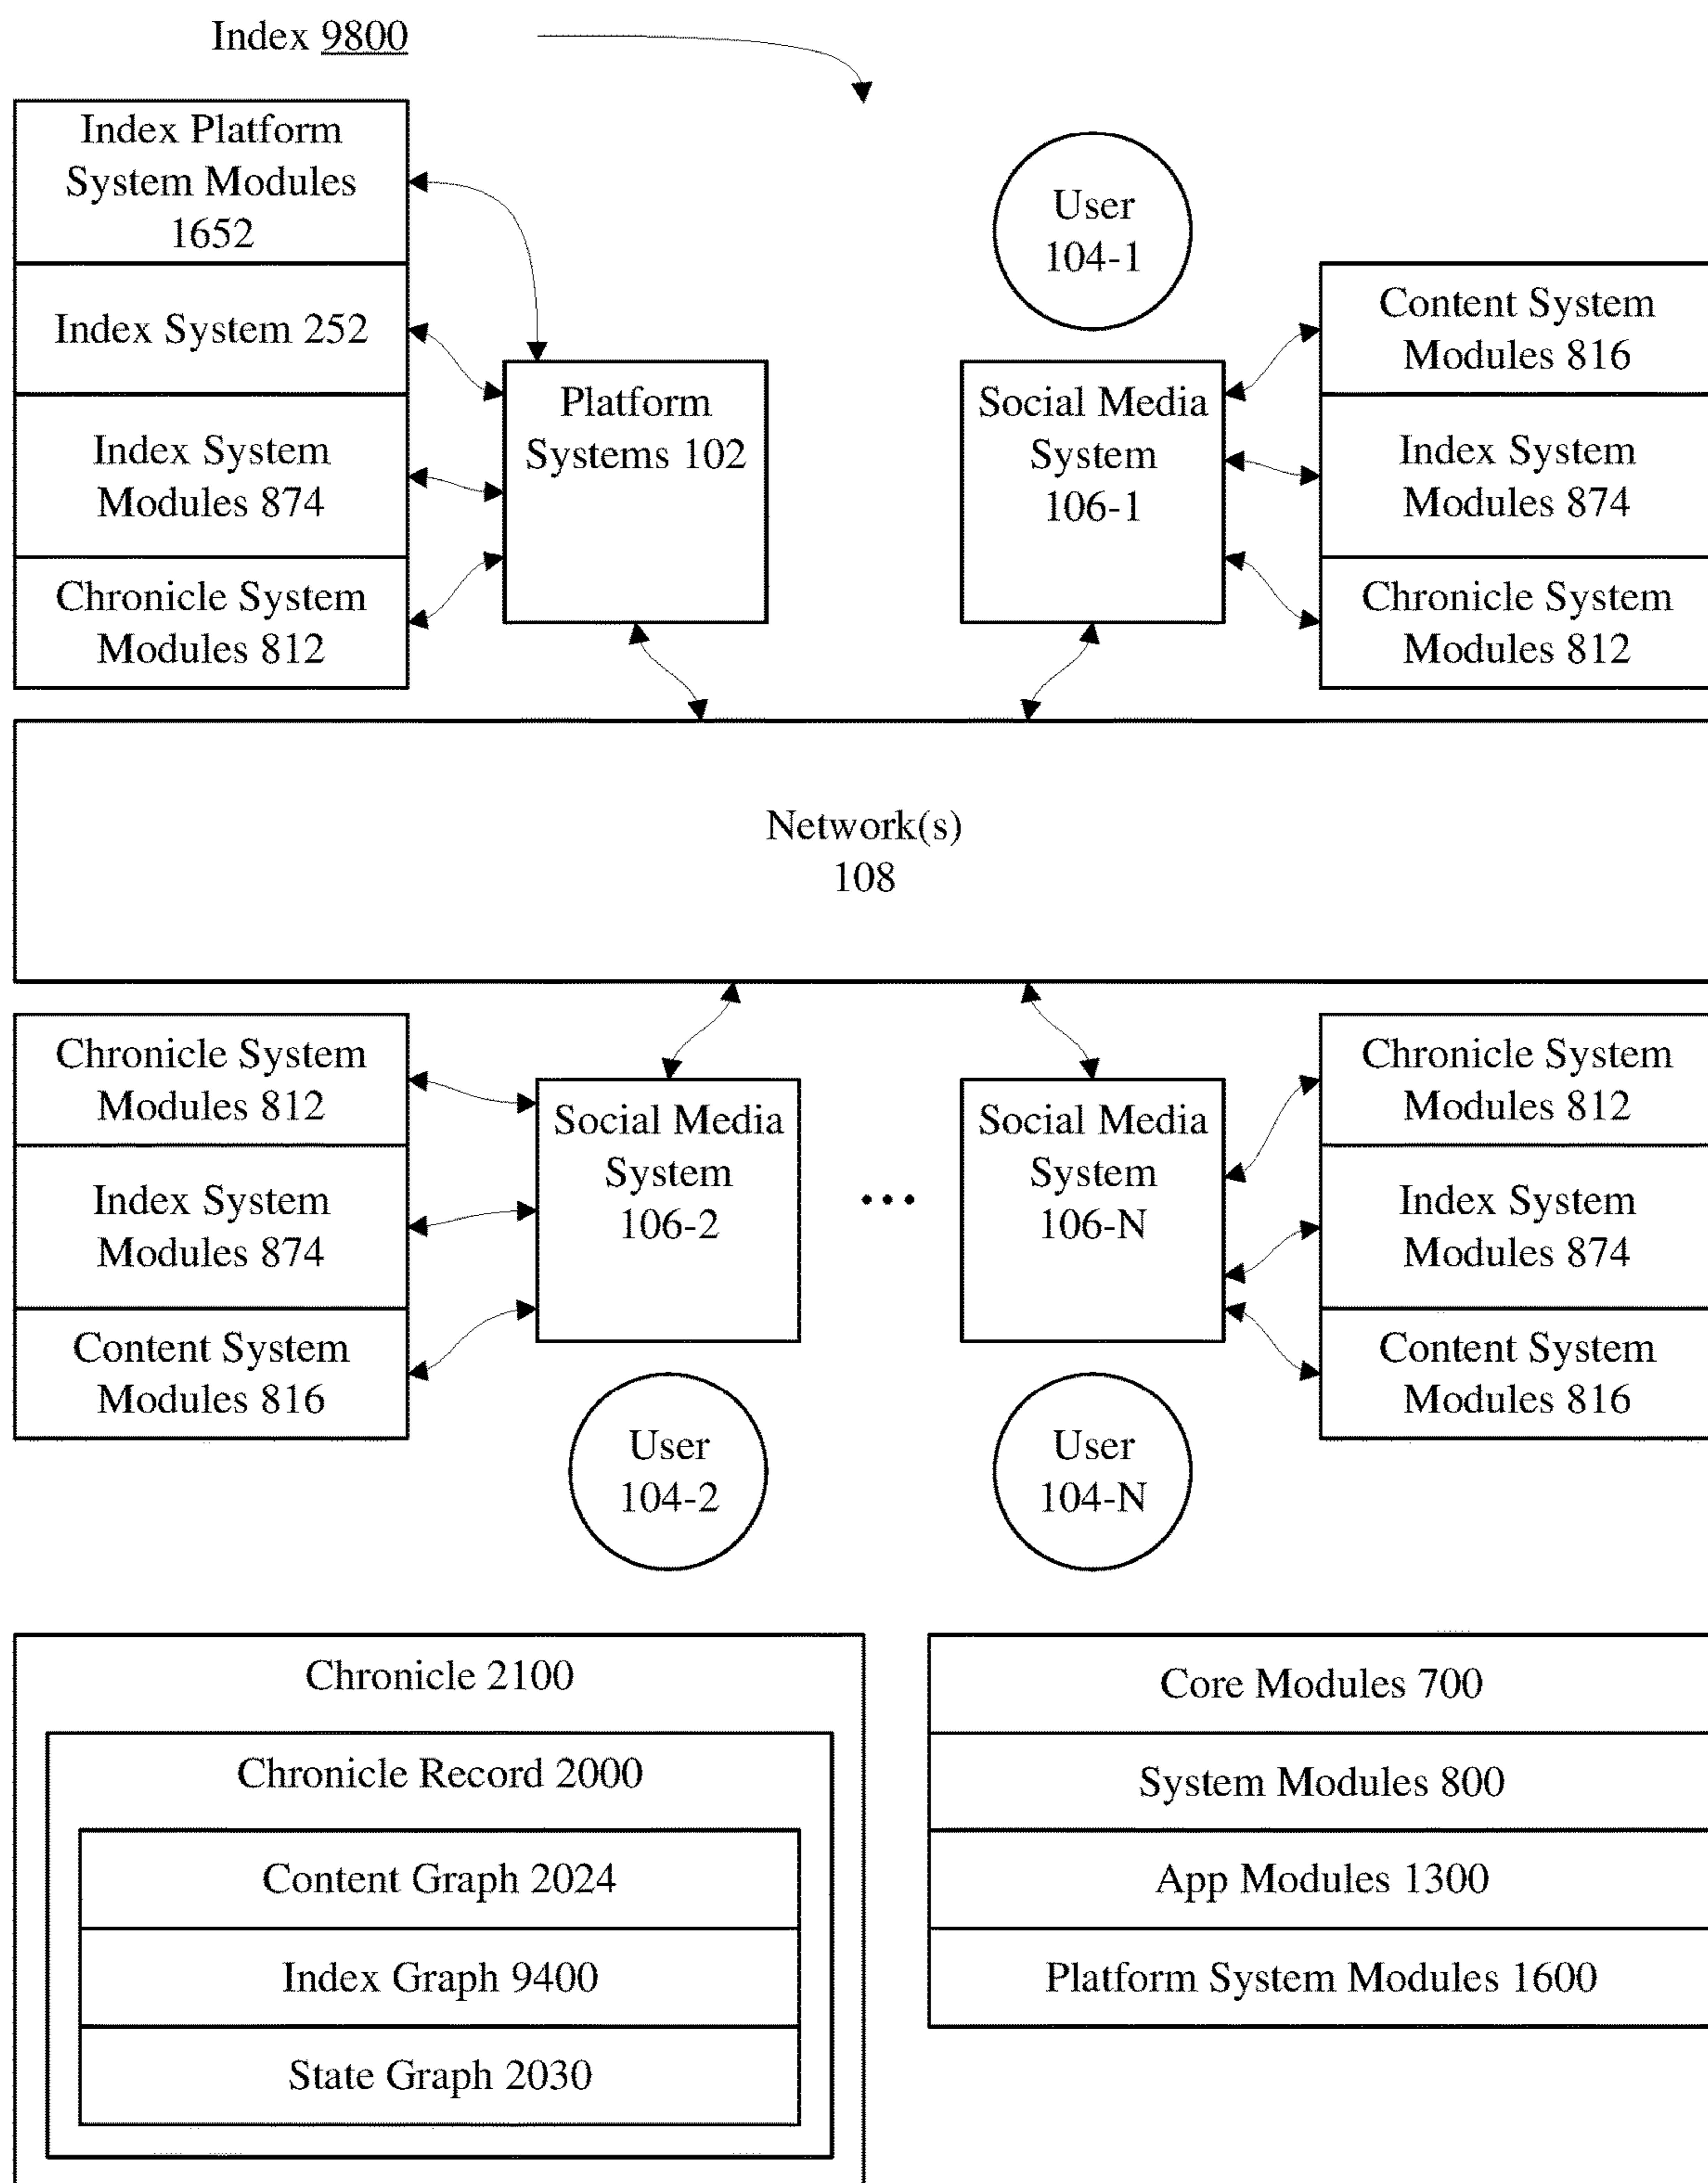 Index 9800
Index Platform
System Modules
1652
Index System 252
Index System
Modules 874
Chronicle System
Modules 812
Platform
Systems 102
User
104-1
Social Media
System
106-1
Content System
Modules 816
Index System
Modules 874
Chronicle System
Modules 812
Network(s)
108
Chronicle System
Modules 812
Index System
Modules 874
Content System
Modules 816
Social Media
System
106-2
User
104-2
...
Social Media
System
106-N
User
104-N
Chronicle System
Modules 812
Index System
Modules 874
Content System
Modules 816
Chronicle 2100
Chronicle Record 2000
Content Graph 2024
Index Graph 9400
State Graph 2030
Core Modules 700
System Modules 800
App Modules 1300
Platform System Modules 1600